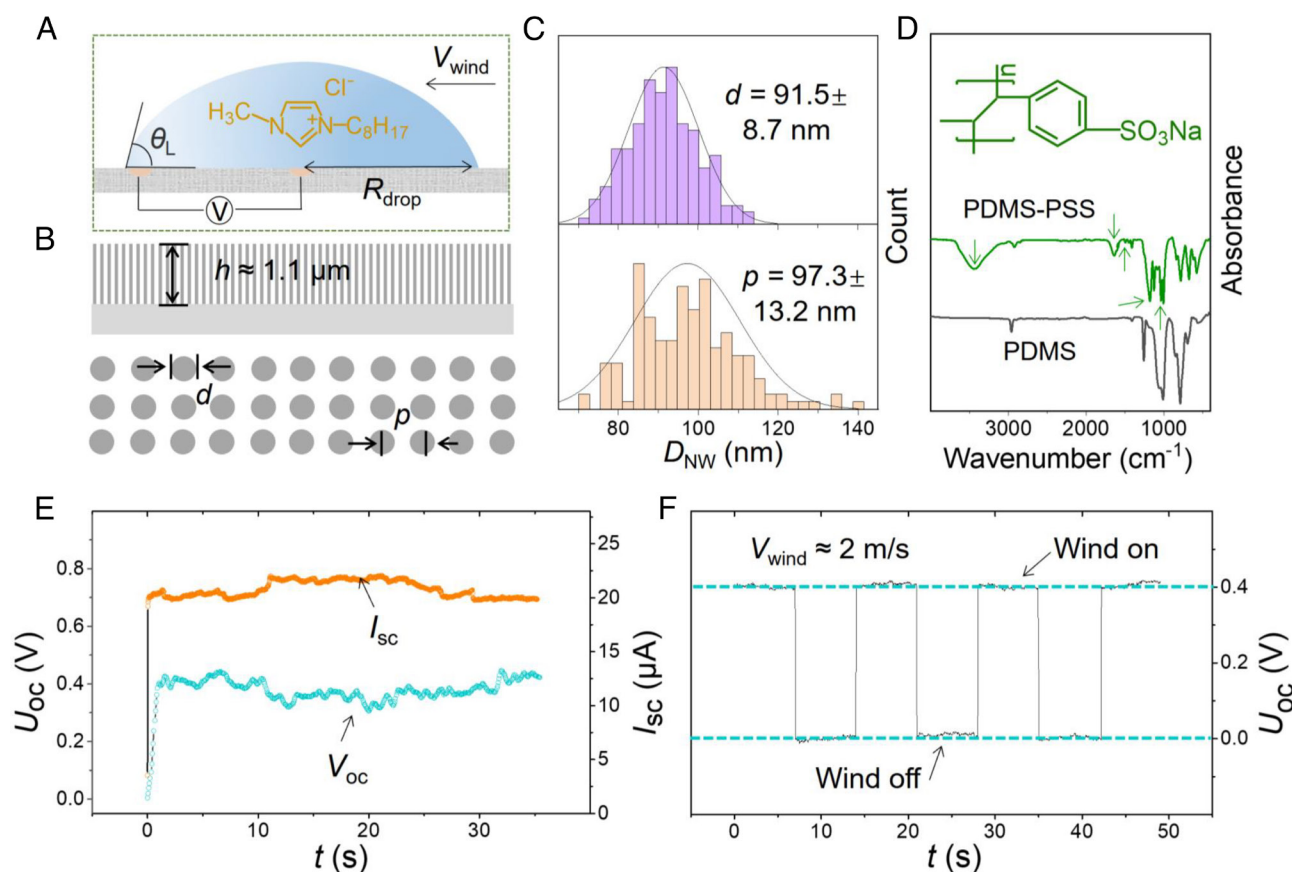 A
V_wind
Cl⁻
H₃C
N
N
+
C₈H₁₇
θ_L
R_drop
V
B
h ≈ 1.1 μm
d
p
C
d = 91.5±
8.7 nm
p = 97.3±
13.2 nm
Count
80 100 120 140
D_NW (nm)
D
n
SO₃Na
PDMS-PSS
PDMS
Absorbance
3000 2000 1000
Wavenumber (cm⁻¹)
E
0.8
0.6
0.4
0.2
0.0
U_oc (V)
I_sc
V_oc
25
20
15
10
5
0
I_sc (μA)
0 10 20 30
t (s)
F
V_wind ≈ 2 m/s
Wind on
Wind off
0.4
0.2
0.0
U_oc (V)
0 10 20 30 40 50
t (s)